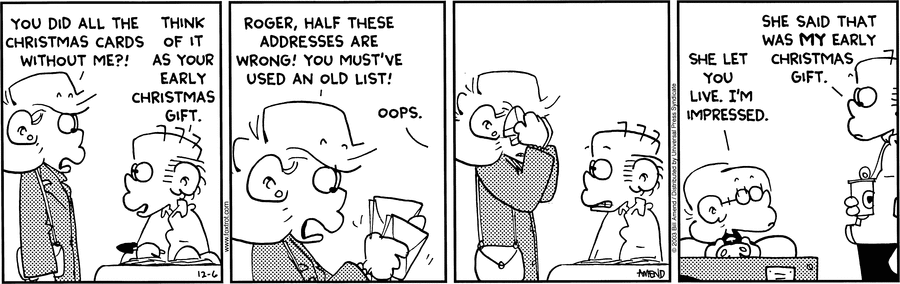 YOU DID ALL THE
CHRISTMAS CARDS
WITHOUT ME?!
THINK
OF IT
AS YOUR
EARLY
CHRISTMAS
GIFT.
www.foxtrot.com
12-6
ROGER, HALF THESE
ADDRESSES ARE
WRONG! YOU MUST'VE
USED AN OLD LIST!
OOPS.
AMEND
© 2003 Bill Amend / Distributed by Universal Press Syndicate
SHE LET
YOU
LIVE. I'M
IMPRESSED.
SHE SAID THAT
WAS MY EARLY
CHRISTMAS
GIFT.